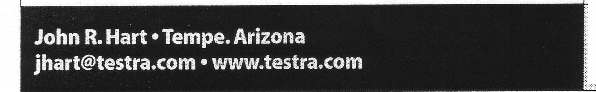 John R. Hart • Tempe. Arizona
jhart@testra.com • www.testra.com